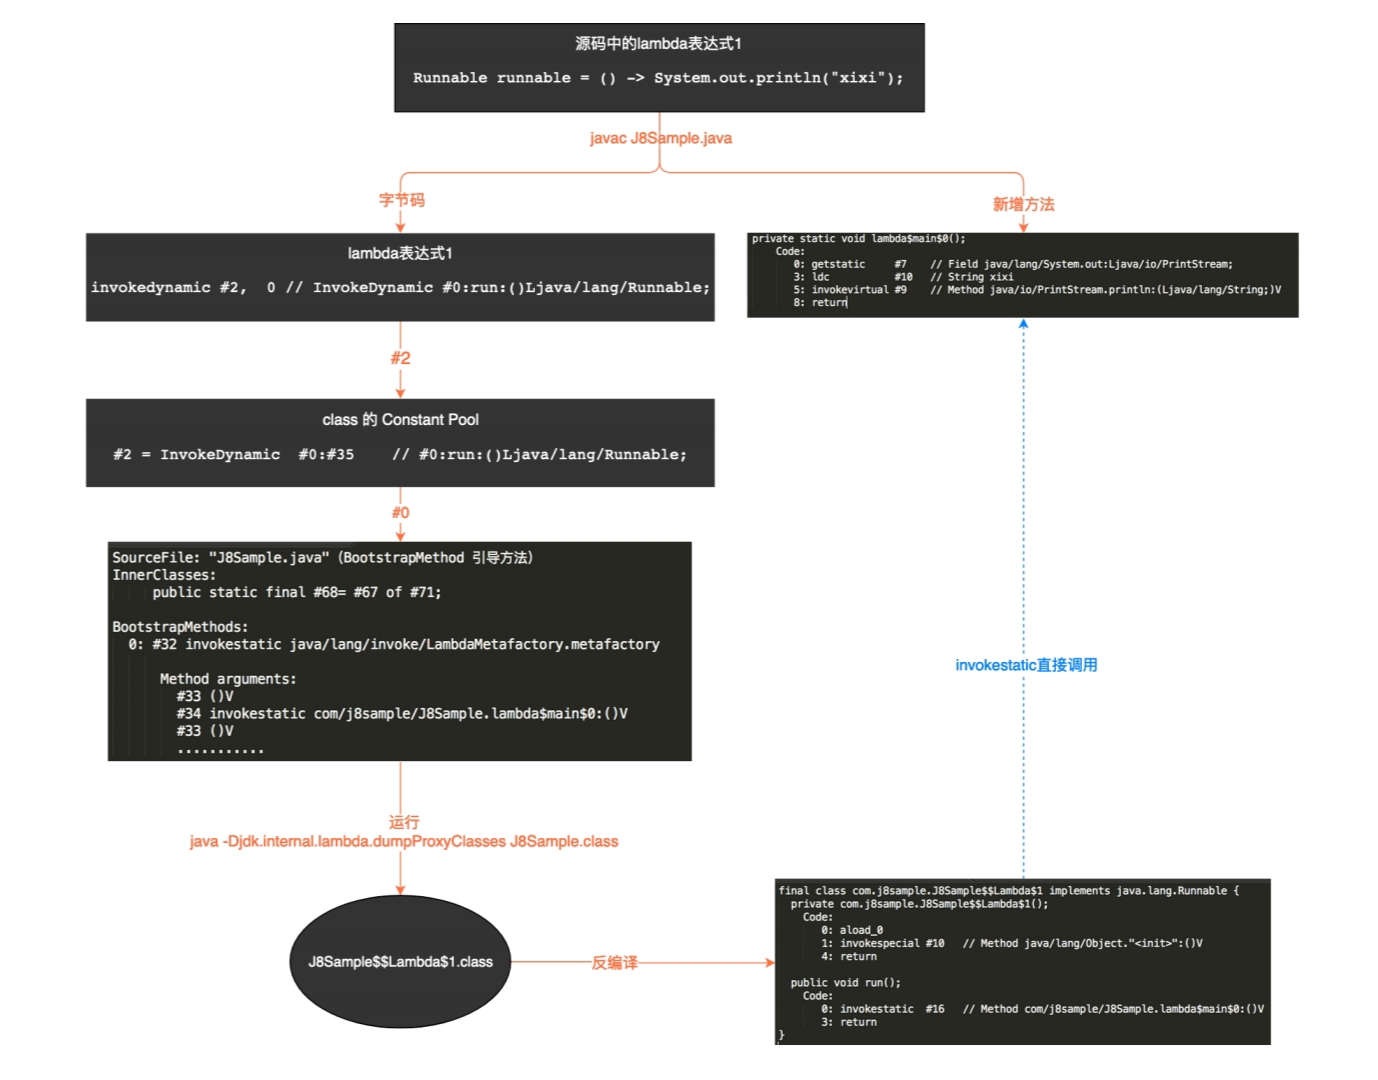 源码中的lambda表达式1
Runnable runnable = () -> System.out.println("xixi");
javac J8Sample.java
字节码
新增方法
lambda表达式1
invokedynamic #2,  0 // InvokeDynamic #0:run:()Ljava/lang/Runnable;
private static void lambda$main$0();
Code:
0: getstatic     #7   // Field java/lang/System.out:Ljava/io/PrintStream;
3: ldc           #10   // String xixi
5: invokevirtual #9   // Method java/io/PrintStream.println:(Ljava/lang/String;)V
8: return
#2
class 的 Constant Pool
#2 = InvokeDynamic  #0:#35    // #0:run:()Ljava/lang/Runnable;
#0
SourceFile: "J8Sample.java" (BootstrapMethod 引导方法)
InnerClasses:
public static final #68= #67 of #71;
BootstrapMethods:
0: #32 invokestatic java/lang/invoke/LambdaMetafactory.metafactory
Method arguments:
#33 ()V
#34 invokestatic com/j8sample/J8Sample.lambda$main$0:()V
#33 ()V
...........
invokestatic直接调用
运行
java -Djdk.internal.lambda.dumpProxyClasses J8Sample.class
J8Sample$$Lambda$1.class
反编译
final class com.j8sample.J8Sample$$Lambda$1 implements java.lang.Runnable {
private com.j8sample.J8Sample$$Lambda$1();
Code:
0: aload_0
1: invokespecial #10   // Method java/lang/Object."<init>":()V
4: return
public void run();
Code:
0: invokestatic  #16   // Method com/j8sample/J8Sample.lambda$main$0:()V
3: return
}